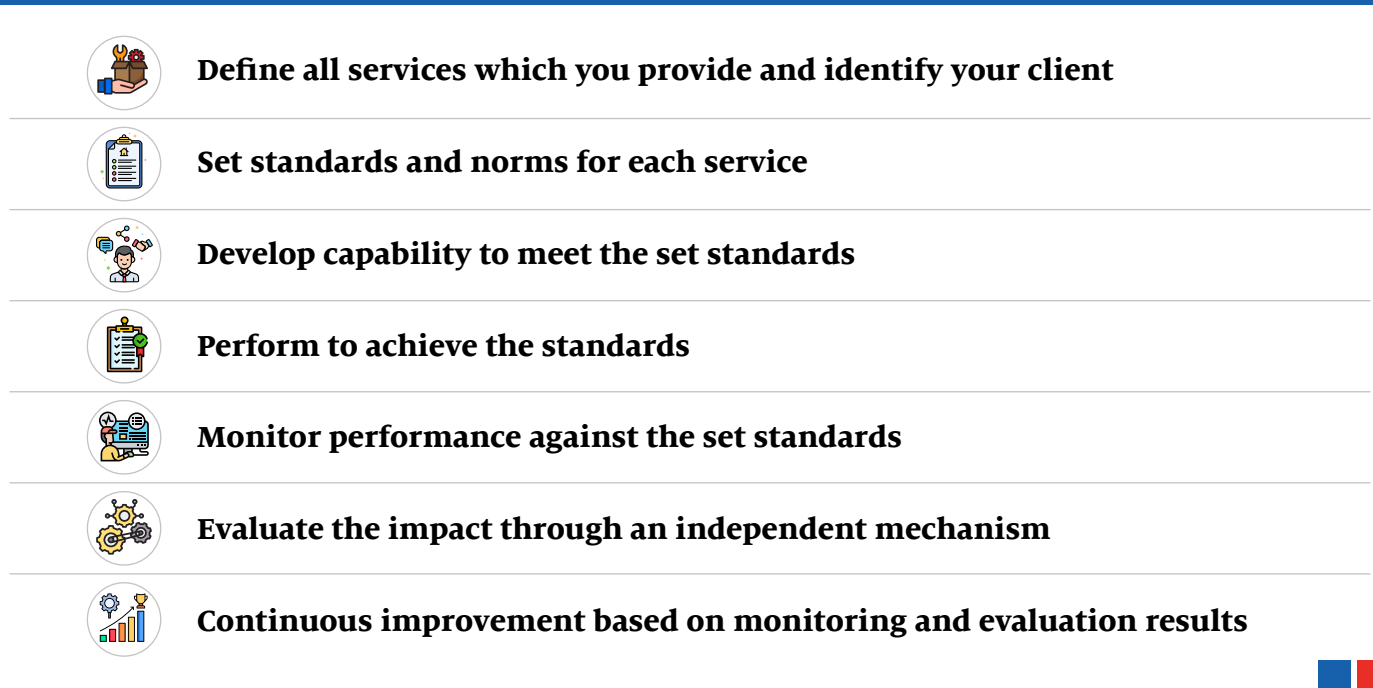 Define all services which you provide and identify your client
Set standards and norms for each service
Develop capability to meet the set standards
Perform to achieve the standards
Monitor performance against the set standards
Evaluate the impact through an independent mechanism
Continuous improvement based on monitoring and evaluation results